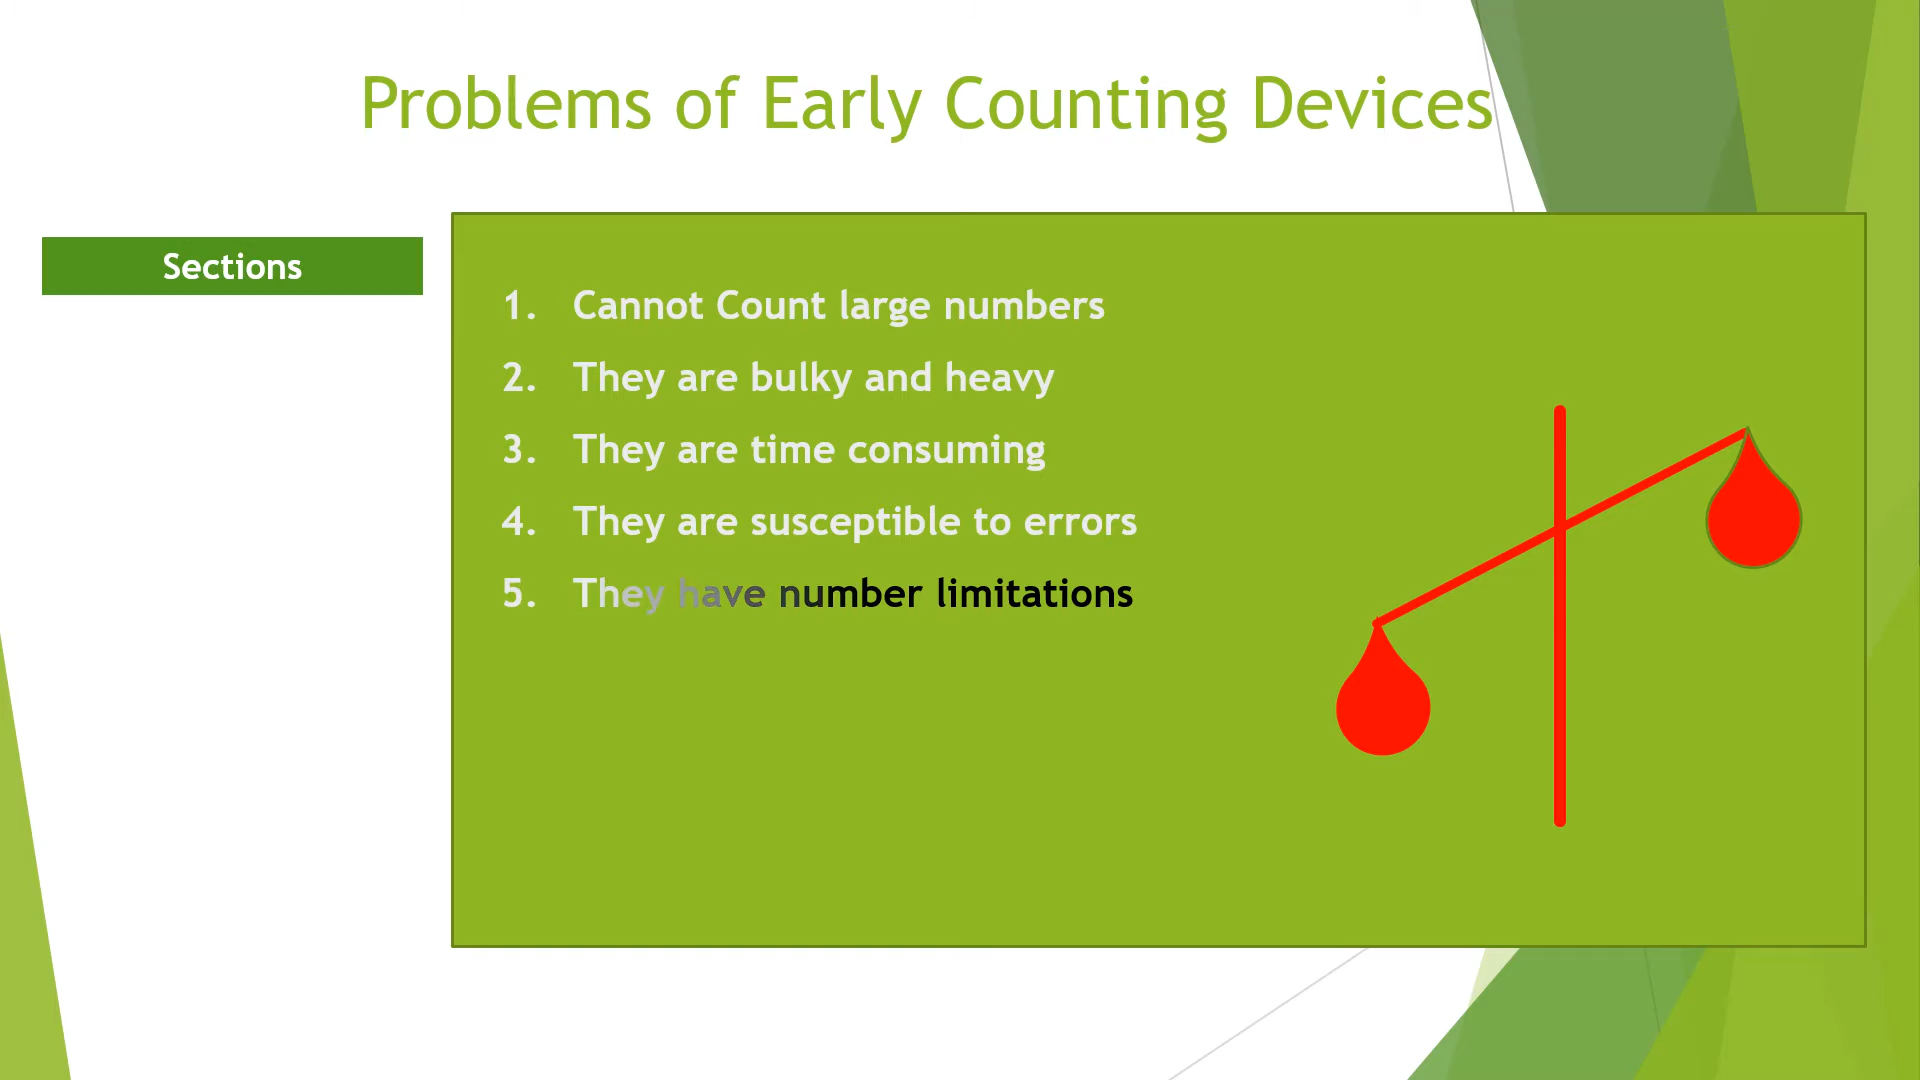 Problems of Early Counting Devices
Sections
1. Cannot Count large numbers
2. They are bulky and heavy
3. They are time consuming
4. They are susceptible to errors
5. They have number limitations